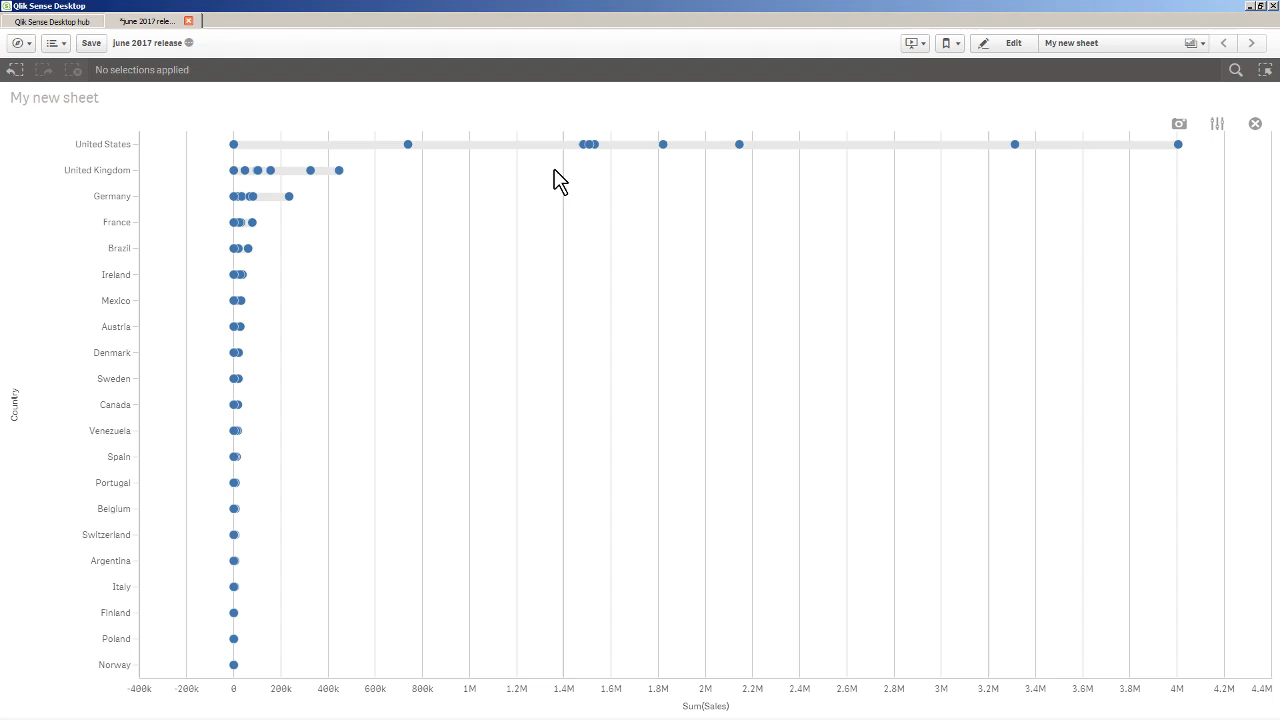 Qlik Sense Desktop
Qlik Sense Desktop hub
*june 2017 rele...
Save
june 2017 release
Edit
My new sheet
No selections applied
My new sheet
United States
United Kingdom
Germany
France
Brazil
Ireland
Mexico
Austria
Denmark
Sweden
Canada
Venezuela
Spain
Portugal
Belgium
Switzerland
Argentina
Italy
Finland
Poland
Norway
Country
-400k -200k 0 200k 400k 600k 800k 1M 1.2M 1.4M 1.6M 1.8M 2M 2.2M 2.4M 2.6M 2.8M 3M 3.2M 3.4M 3.6M 3.8M 4M 4.2M 4.4M
Sum(Sales)